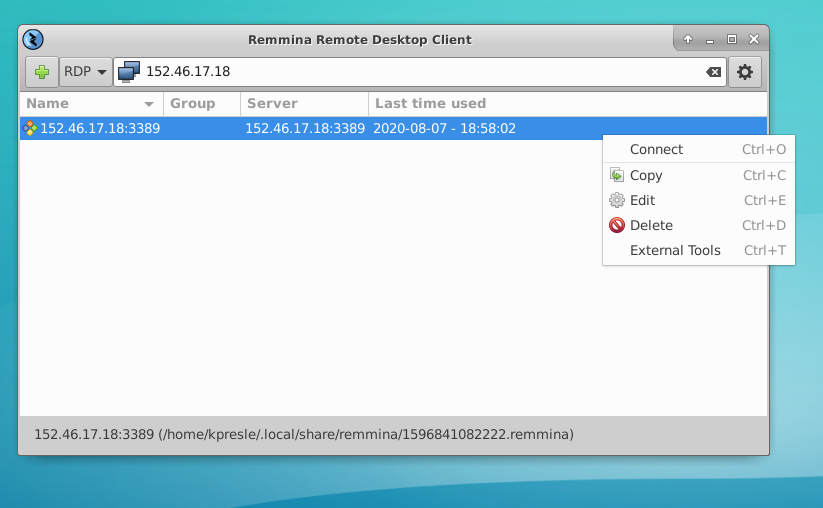 Remmina Remote Desktop Client
RDP 152.46.17.18
Name Group Server Last time used
152.46.17.18:3389 152.46.17.18:3389 2020-08-07 - 18:58:02
Connect Ctrl+O
Copy Ctrl+C
Edit Ctrl+E
Delete Ctrl+D
External Tools Ctrl+T
152.46.17.18:3389 (/home/kpresle/.local/share/remmina/1596841082222.remmina)